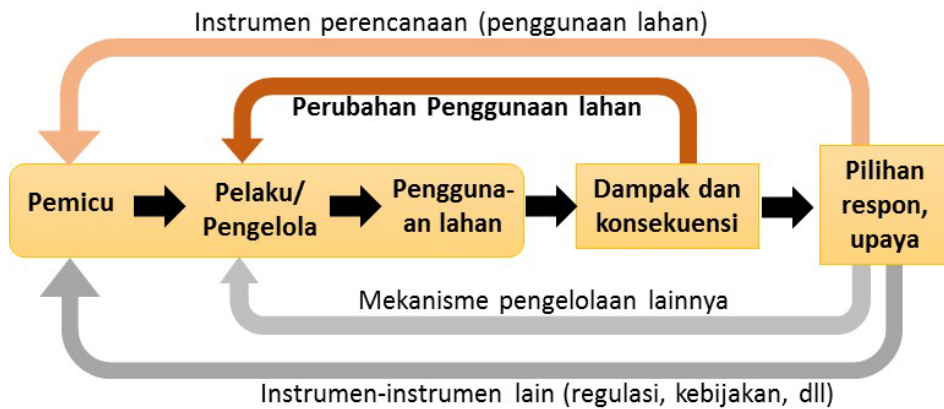 Instrumen perencanaan (penggunaan lahan)
Perubahan Penggunaan lahan
Pemicu
Pelaku/
Pengelola
Pengguna-
an lahan
Dampak dan
konsekuensi
Pilihan
respon,
upaya
Mekanisme pengelolaan lainnya
Instrumen-instrumen lain (regulasi, kebijakan, dll)